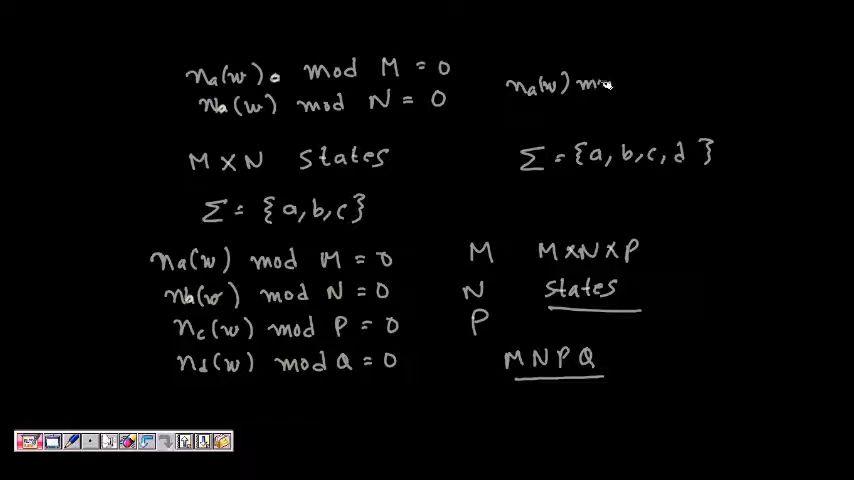 na(w) mod M = 0
na(w) mod N = 0
na(w) mo
M×N states
Σ = {a, b, c, d }
Σ = {a, b, c}
na(w) mod M = 0 M M×N×P
nb(w) mod N = 0 N states
nc(w) mod P = 0 P
nd(w) mod Q = 0 MNPQ